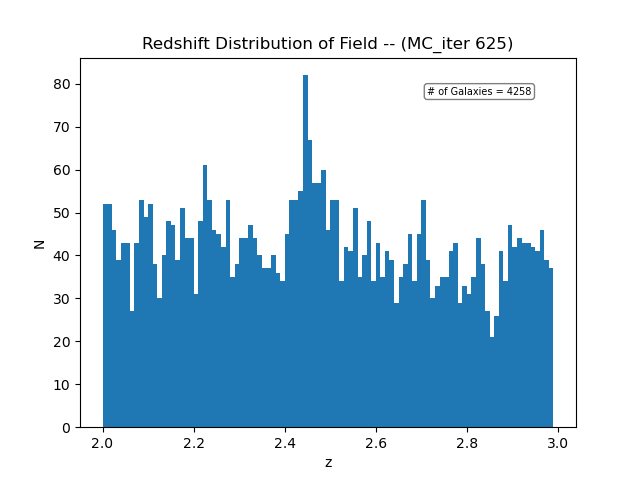 Redshift Distribution of Field -- (MC_iter 625)
# of Galaxies = 4258
80
70
60
50
40
30
20
10
0
N
2.0 2.2 2.4 2.6 2.8 3.0
z